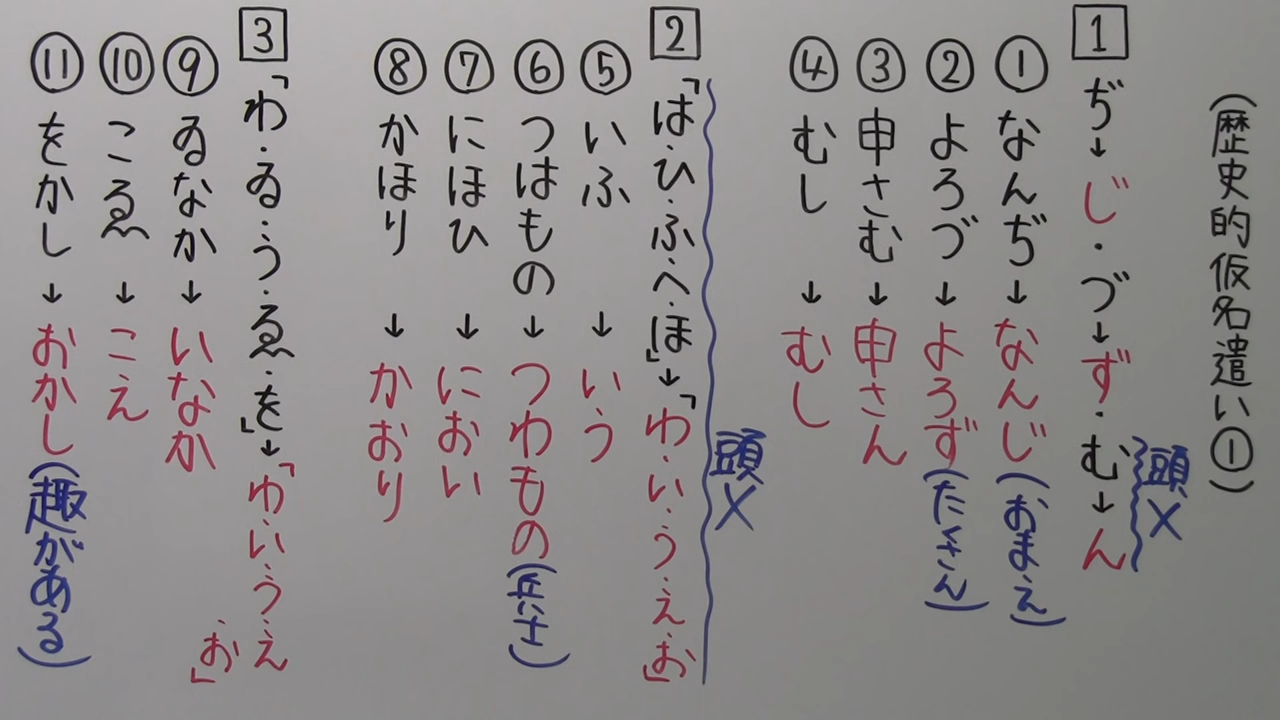 (歴史的仮名遣い①)
1 ぢ→じ・づ→ず・む→ん
頭×
① なんぢ→なんじ(おまえ)
② よろづ→よろず(たくさん)
③ 申さむ→申さん
④ むし→むし
頭×
2 「は・ひ・ふ・へ・ほ」→「わ・い・う・え・お」
⑤ いふ→いう
⑥ つはもの→つわもの(兵士)
⑦ にほひ→におい
⑧ かほり→かおり
3 「わ・ゐ・う・ゑ・を」→「わ・い・う・え
・お」
⑨ ゐなか→いなか
⑩ こゑ→こえ
⑪ をかし→おかし(趣がある)